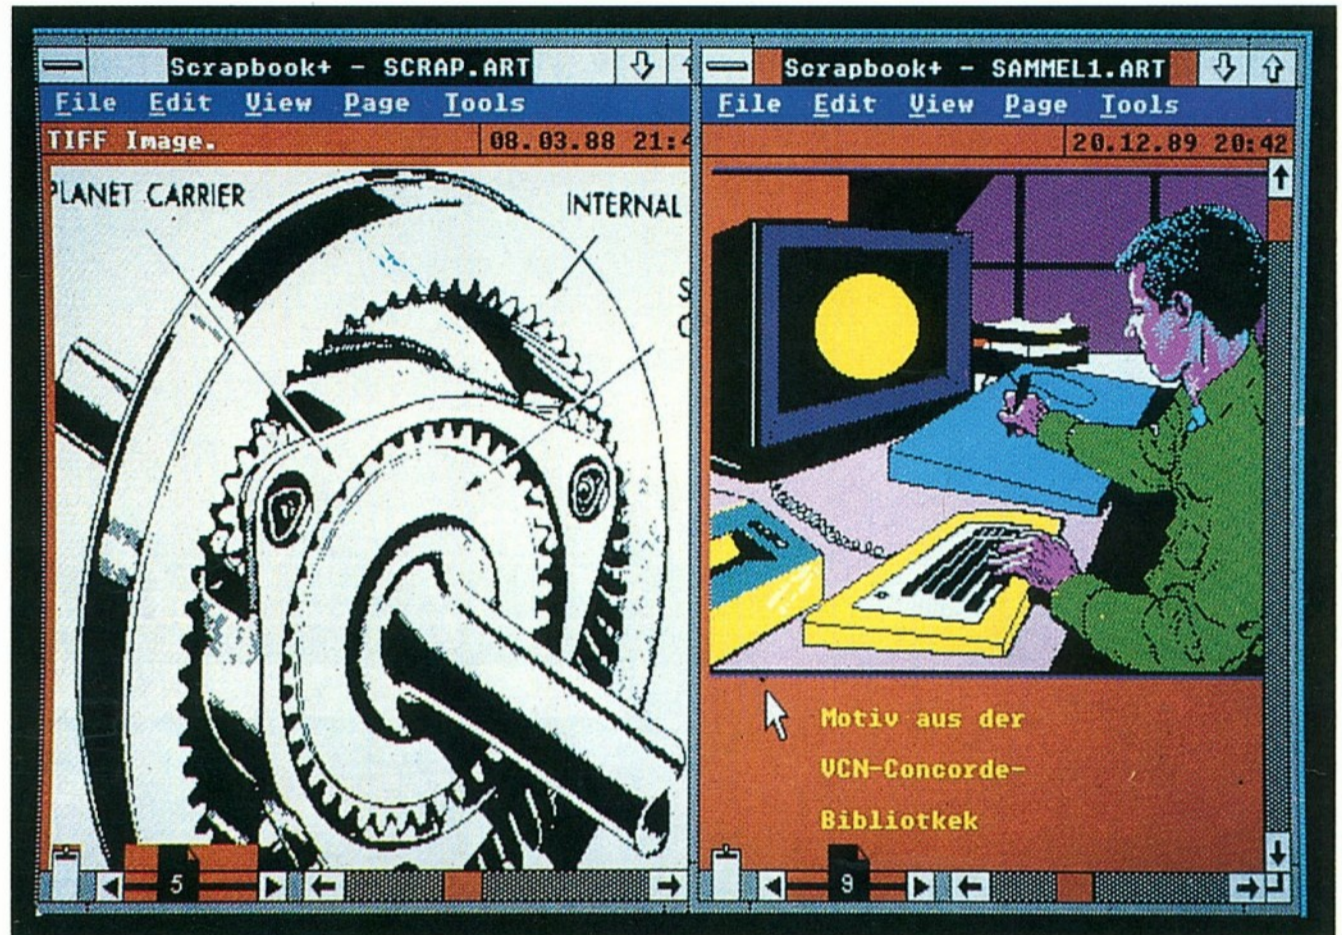 Scrapbook+ - SCRAP.ART
File Edit View Page Tools
TIFF Image. 08.03.88 21:4
PLANET CARRIER
INTERNAL
S
C
5
Scrapbook+ - SAMMEL1.ART
File Edit View Page Tools
20.12.89 20:42
Motiv aus der
VCN-Concorde-
Bibliotkek
9